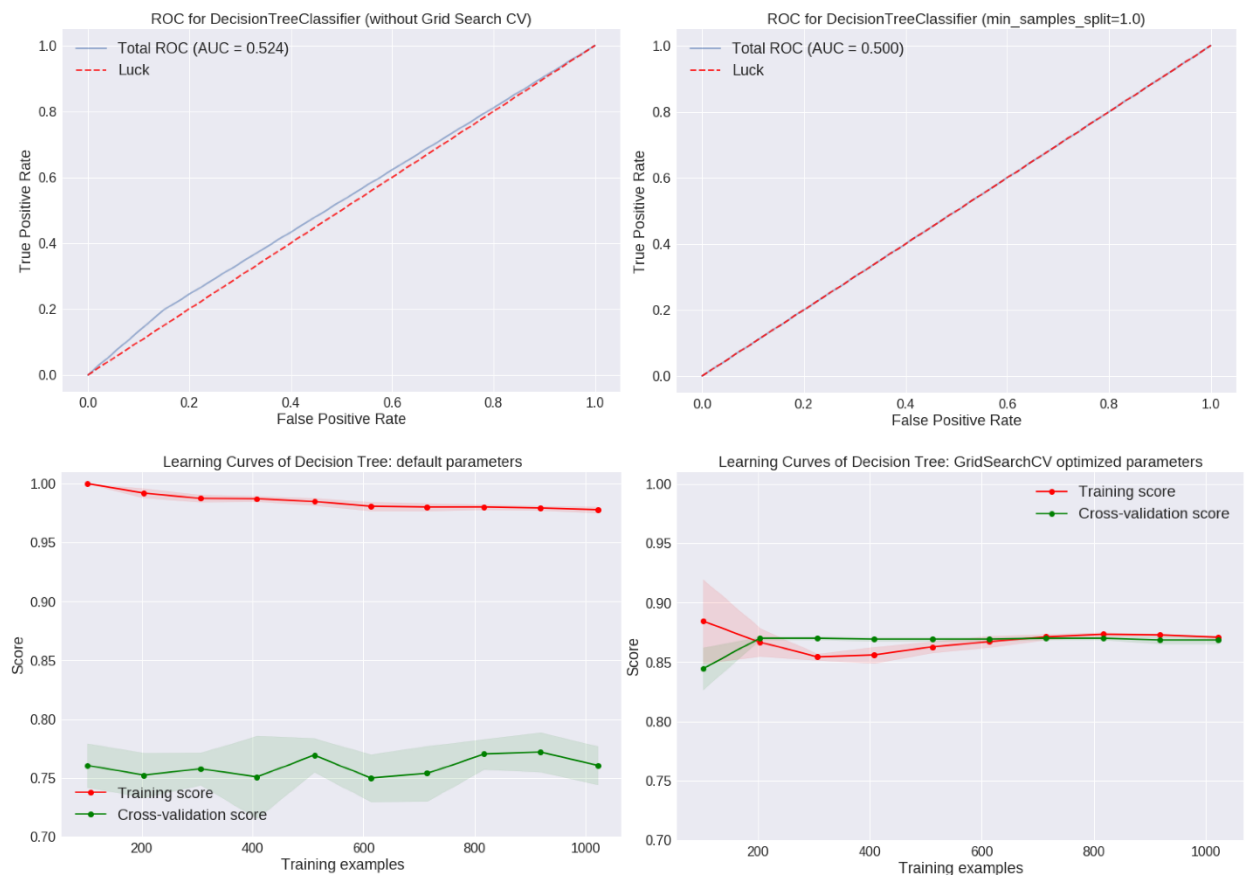 ROC for DecisionTreeClassifier (without Grid Search CV)
1.0
0.8
0.6
0.4
0.2
0.0
True Positive Rate
Total ROC (AUC = 0.524)
Luck
0.0 0.2 0.4 0.6 0.8 1.0
False Positive Rate
ROC for DecisionTreeClassifier (min_samples_split=1.0)
1.0
0.8
0.6
0.4
0.2
0.0
True Positive Rate
Total ROC (AUC = 0.500)
Luck
0.0 0.2 0.4 0.6 0.8 1.0
False Positive Rate
Learning Curves of Decision Tree: default parameters
1.00
0.95
0.90
0.85
0.80
0.75
0.70
Score
Training score
Cross-validation score
200 400 600 800 1000
Training examples
Learning Curves of Decision Tree: GridSearchCV optimized parameters
1.00
0.95
0.90
0.85
0.80
0.75
0.70
Score
Training score
Cross-validation score
200 400 600 800 1000
Training examples